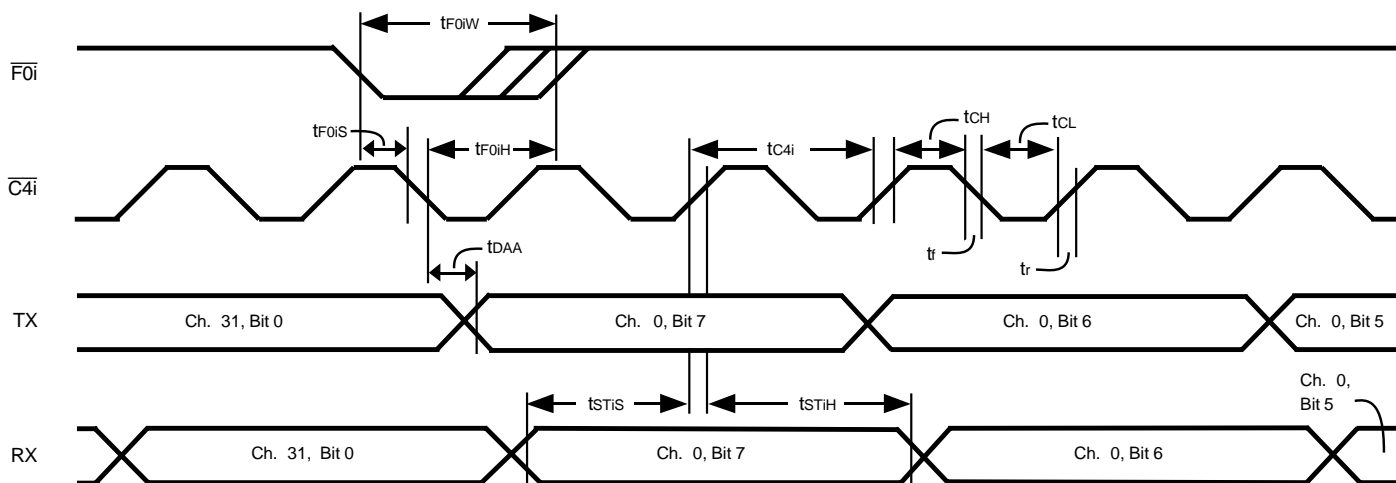 tF0iW
F0i
tF0iS
tF0iH
tC4i
tCH
tCL
C4i
tDAA
tf
tr
TX
Ch. 31, Bit 0
Ch. 0, Bit 7
Ch. 0, Bit 6
Ch. 0, Bit 5
Ch. 0,
Bit 5
tSTiS
tSTiH
RX
Ch. 31, Bit 0
Ch. 0, Bit 7
Ch. 0, Bit 6